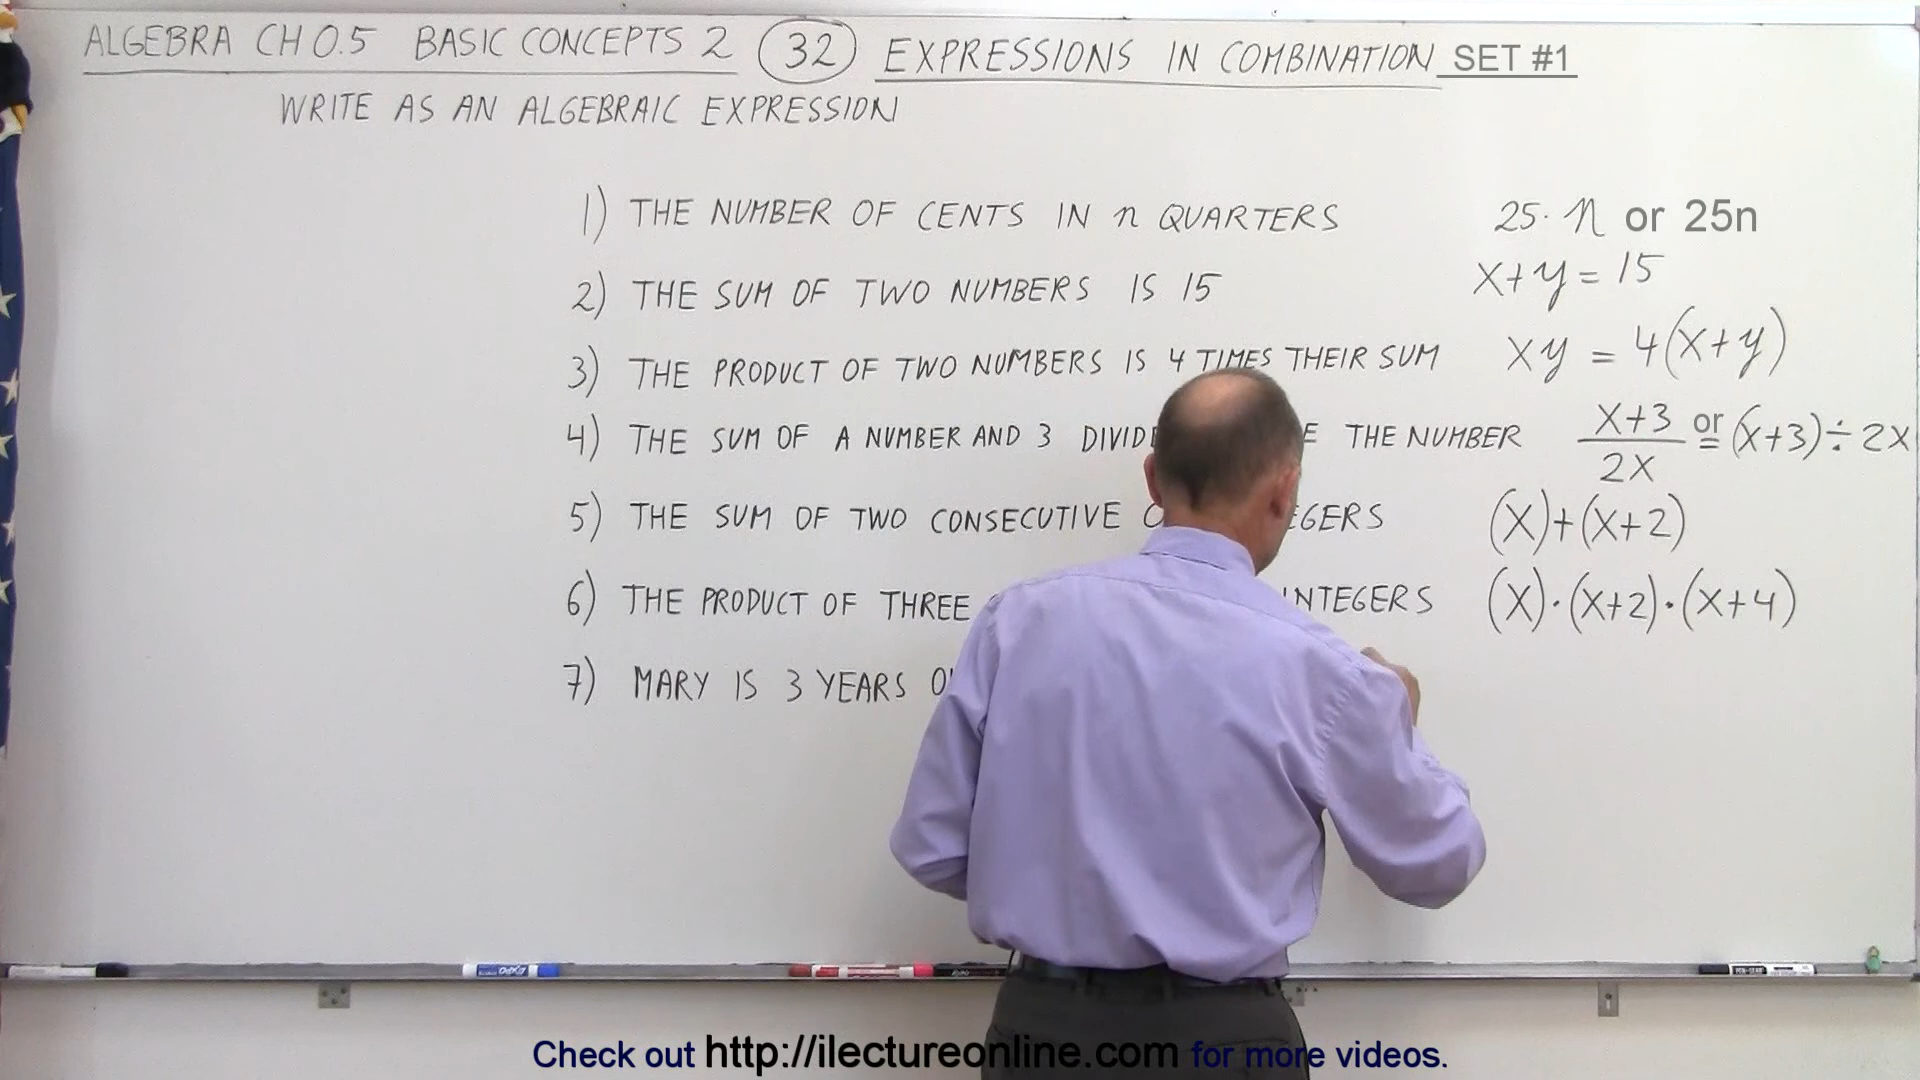 ALGEBRA CH 0.5 BASIC CONCEPTS 2 32 EXPRESSIONS IN COMBINATION SET #1
WRITE AS AN ALGEBRAIC EXPRESSION
1) THE NUMBER OF CENTS IN n QUARTERS 25·n or 25n
2) THE SUM OF TWO NUMBERS IS 15 x+y=15
3) THE PRODUCT OF TWO NUMBERS IS 4 TIMES THEIR SUM xy = 4(x+y)
4) THE SUM OF A NUMBER AND 3 THE NUMBER x+3/2x or = (x+3)÷2x
5) THE SUM OF TWO CONSECUTIVE (x)+(x+2)
6) THE PRODUCT OF THREE INTEGERS (x)·(x+2)·(x+4)
7) MARY IS 3 YEARS
EXPO
Check out http://ilectureonline.com for more videos.